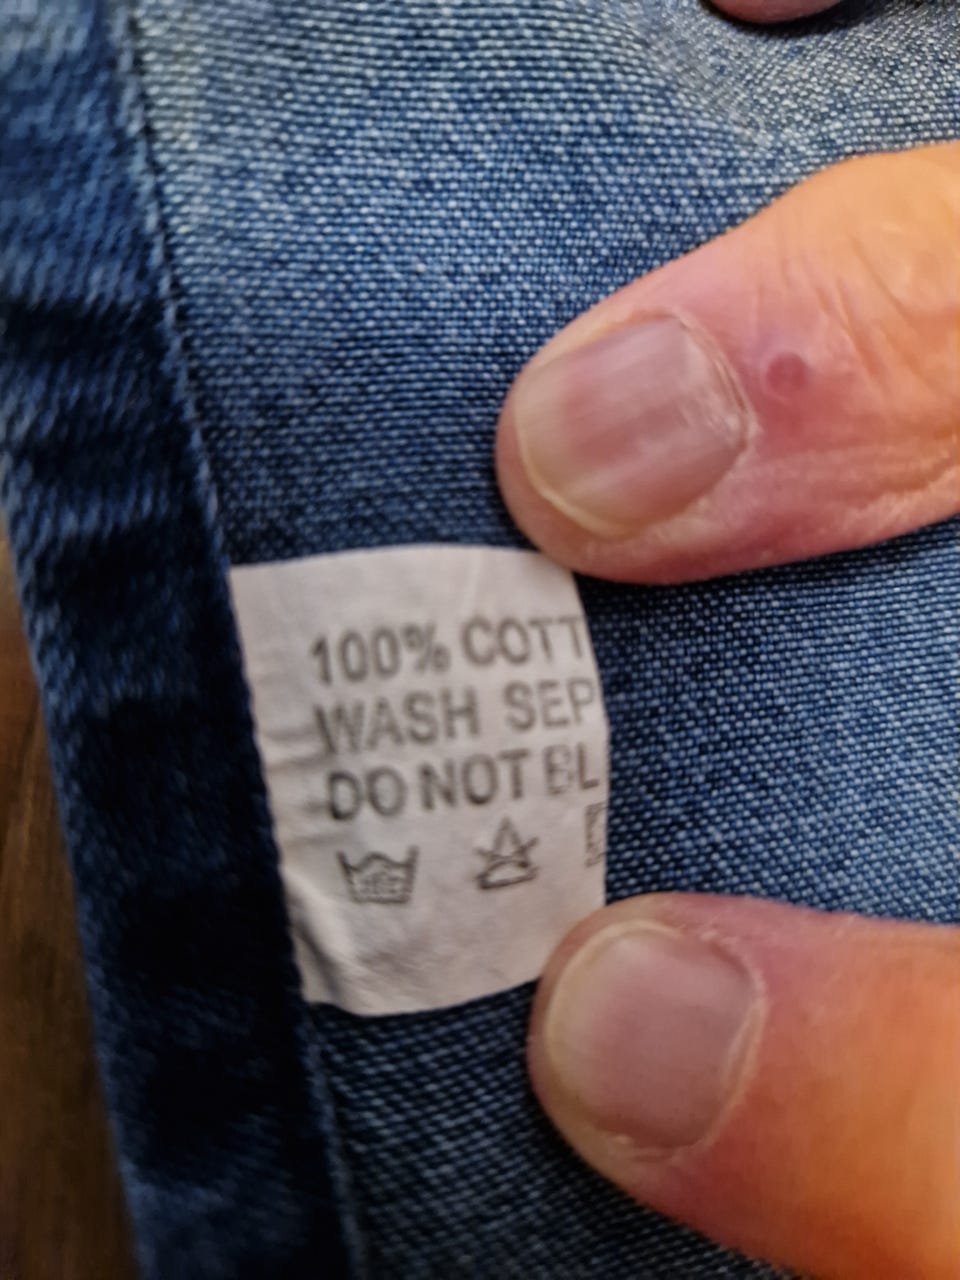 100% COTT
WASH SEP
DO NOT BL